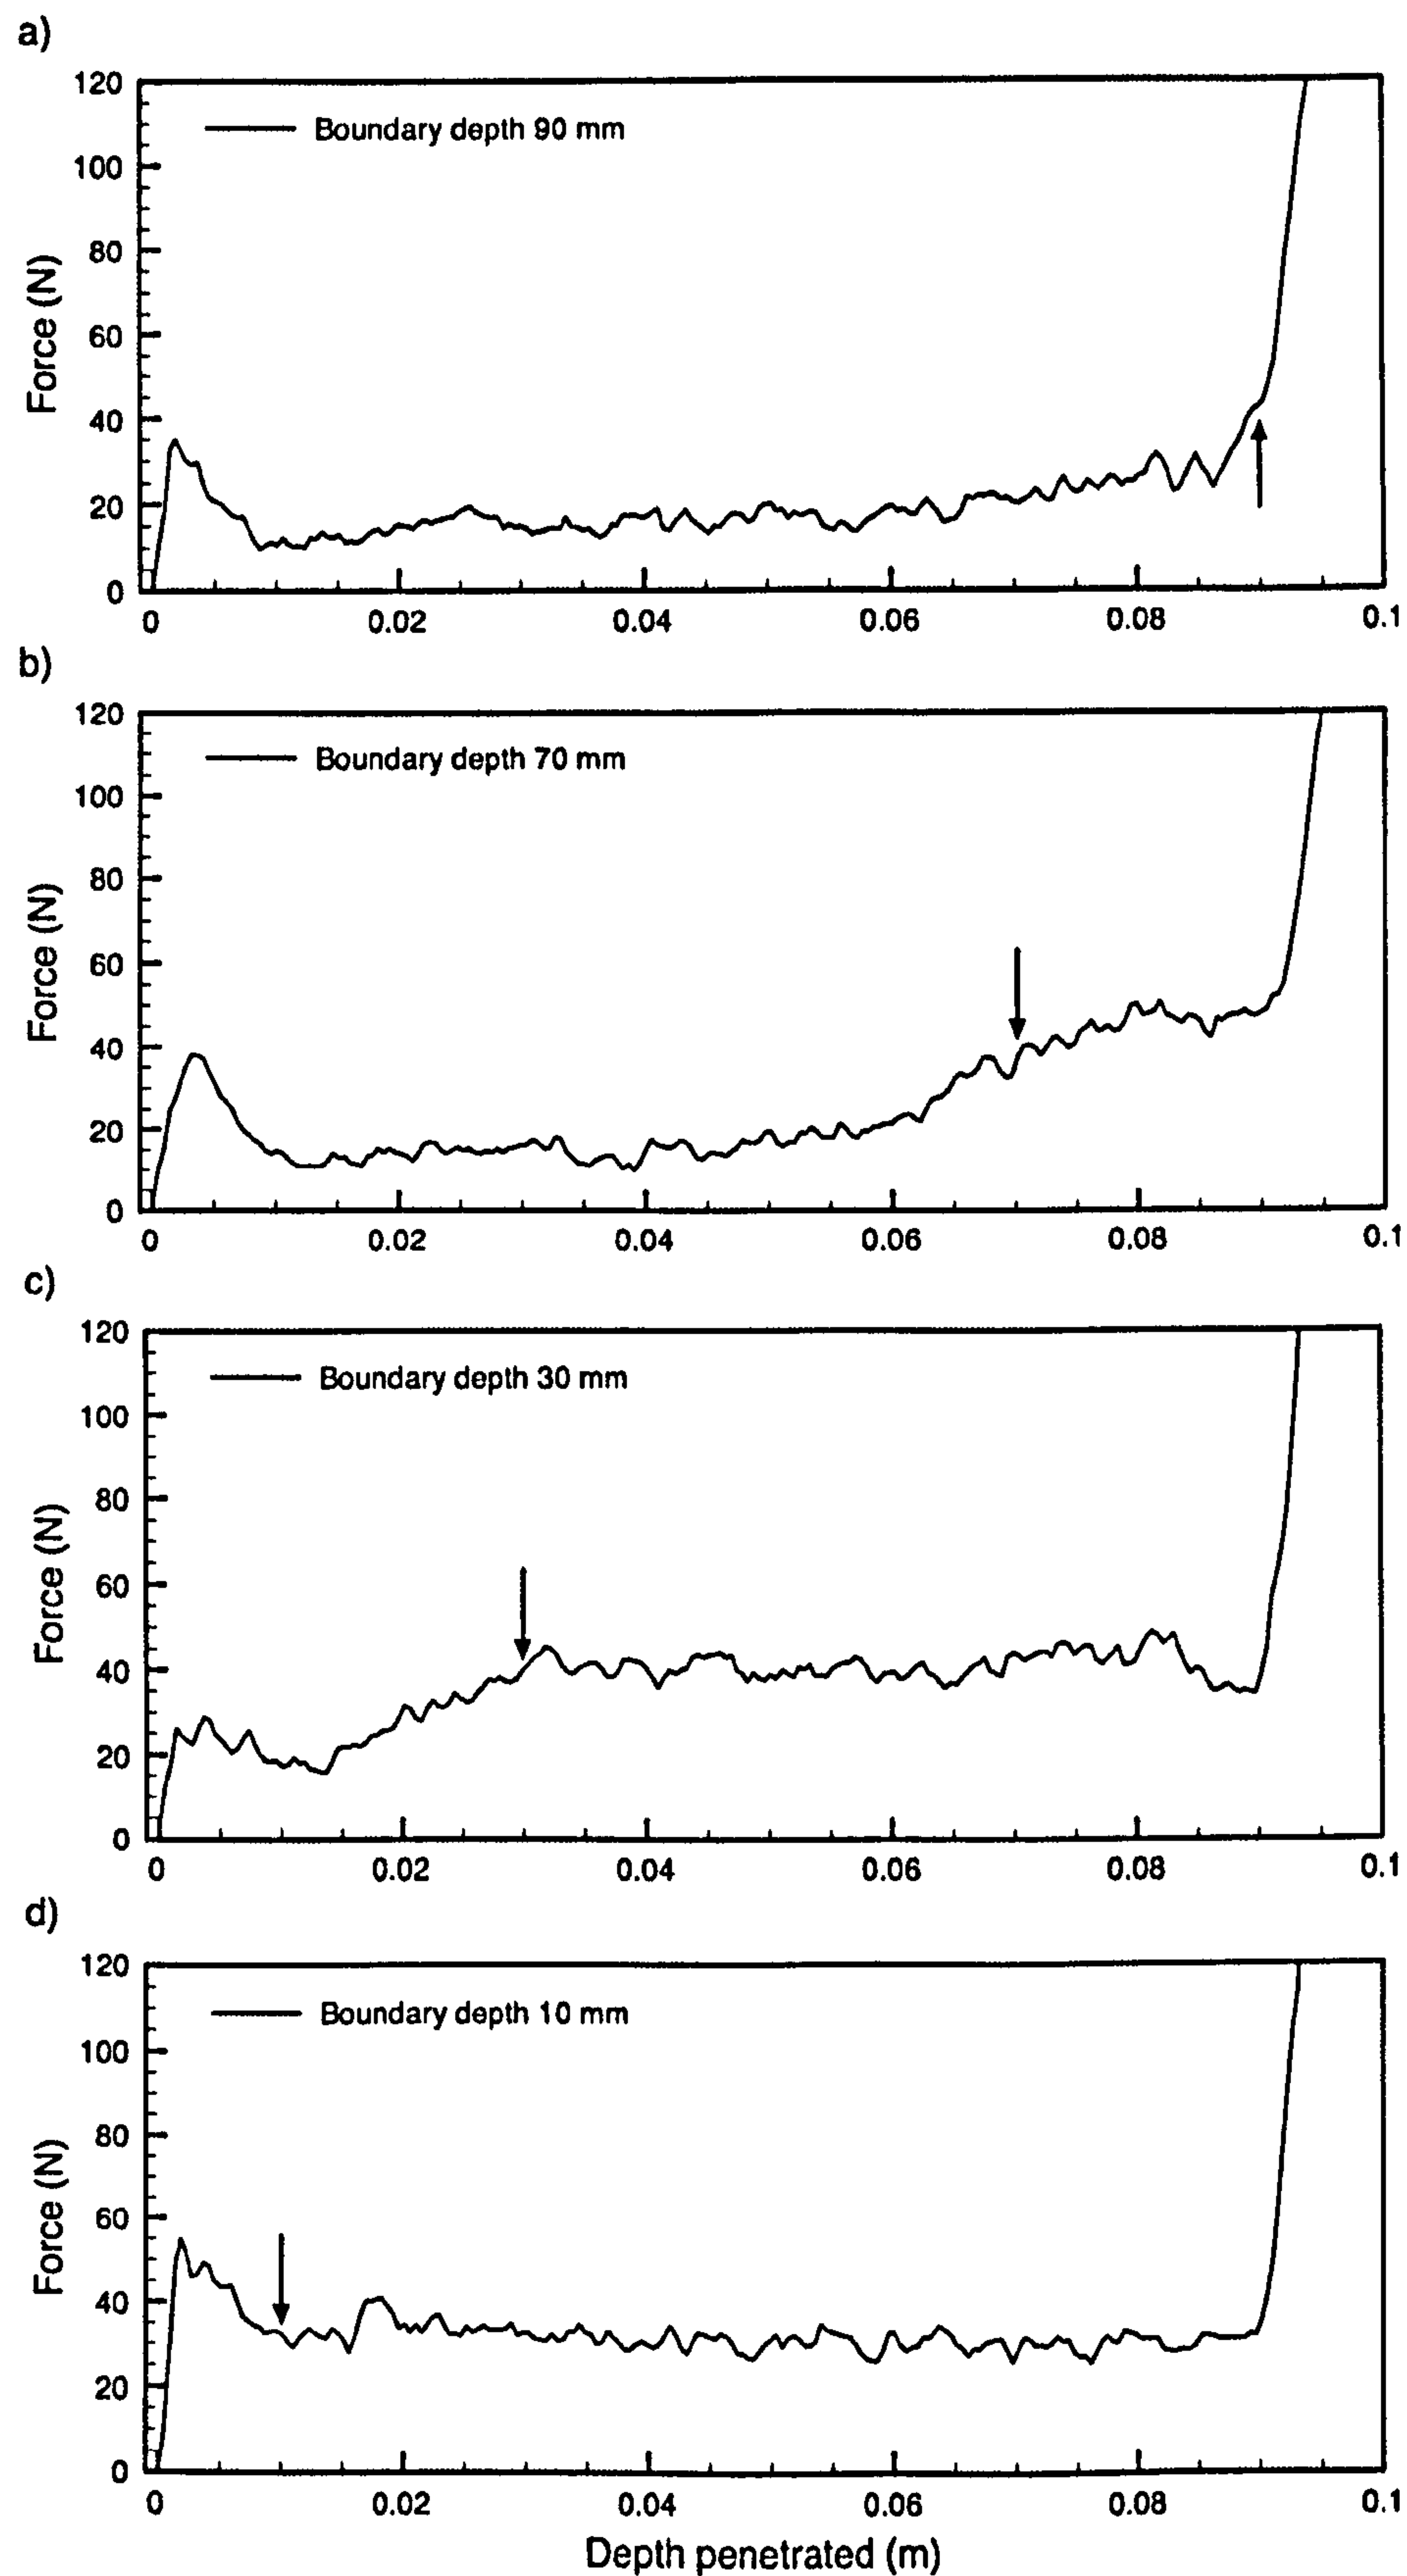 a)
120
Boundary depth 90 mm
100
80
60
40
20
0
Force (N)
0 0.02 0.04 0.06 0.08 0.1
b)
120
Boundary depth 70 mm
100
80
60
40
20
0
Force (N)
0 0.02 0.04 0.06 0.08 0.1
c)
120
Boundary depth 30 mm
100
80
60
40
20
0
Force (N)
0 0.02 0.04 0.06 0.08 0.1
d)
120
Boundary depth 10 mm
100
80
60
40
20
0
Force (N)
0 0.02 0.04 0.06 0.08 0.1
Depth penetrated (m)